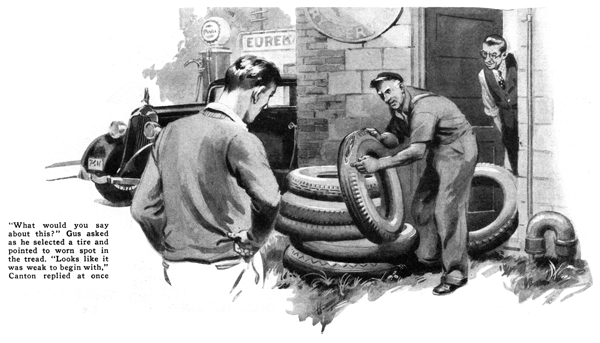 EUREK
"What would you say
about this?" Gus asked
as he selected a tire and
pointed to worn spot in
the tread. "Looks like it
was weak to begin with,"
Canton replied at once